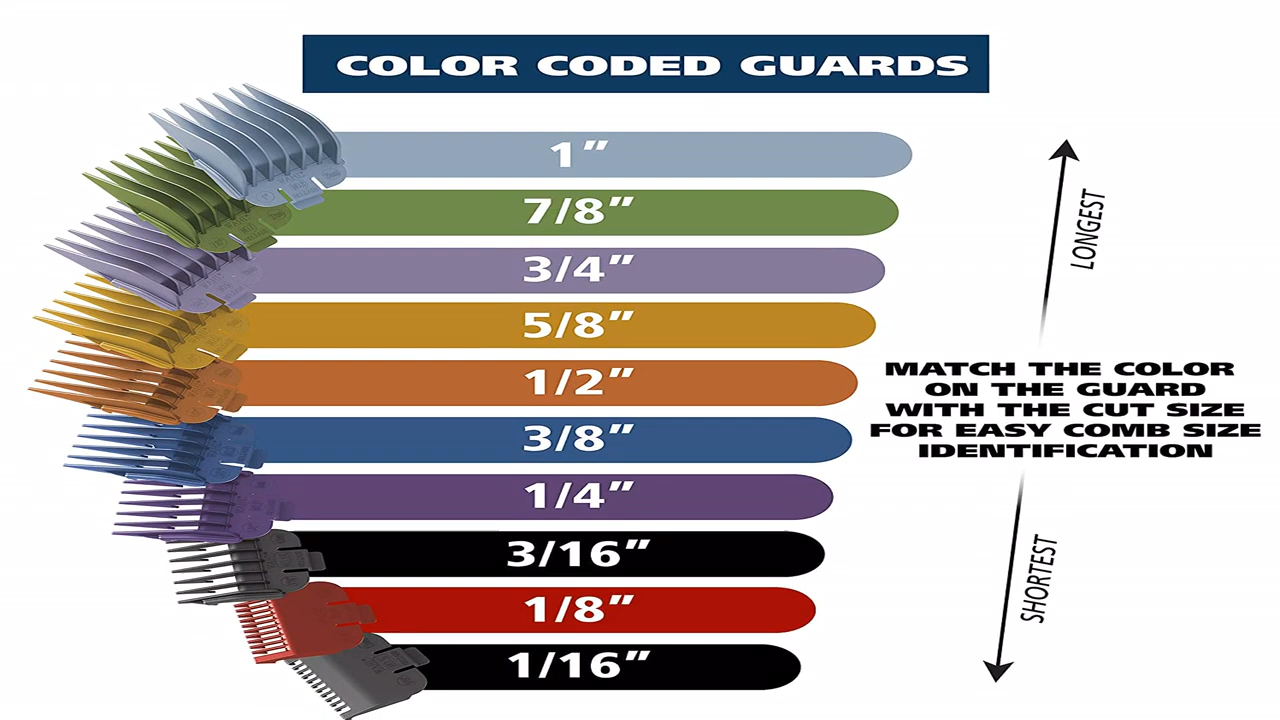 COLOR CODED GUARDS
1”
7/8”
3/4”
5/8”
1/2”
3/8”
1/4”
3/16”
1/8”
1/16”
LONGEST
MATCH THE COLOR
ON THE GUARD
WITH THE CUT SIZE
FOR EASY COMB SIZE
IDENTIFICATION
SHORTEST